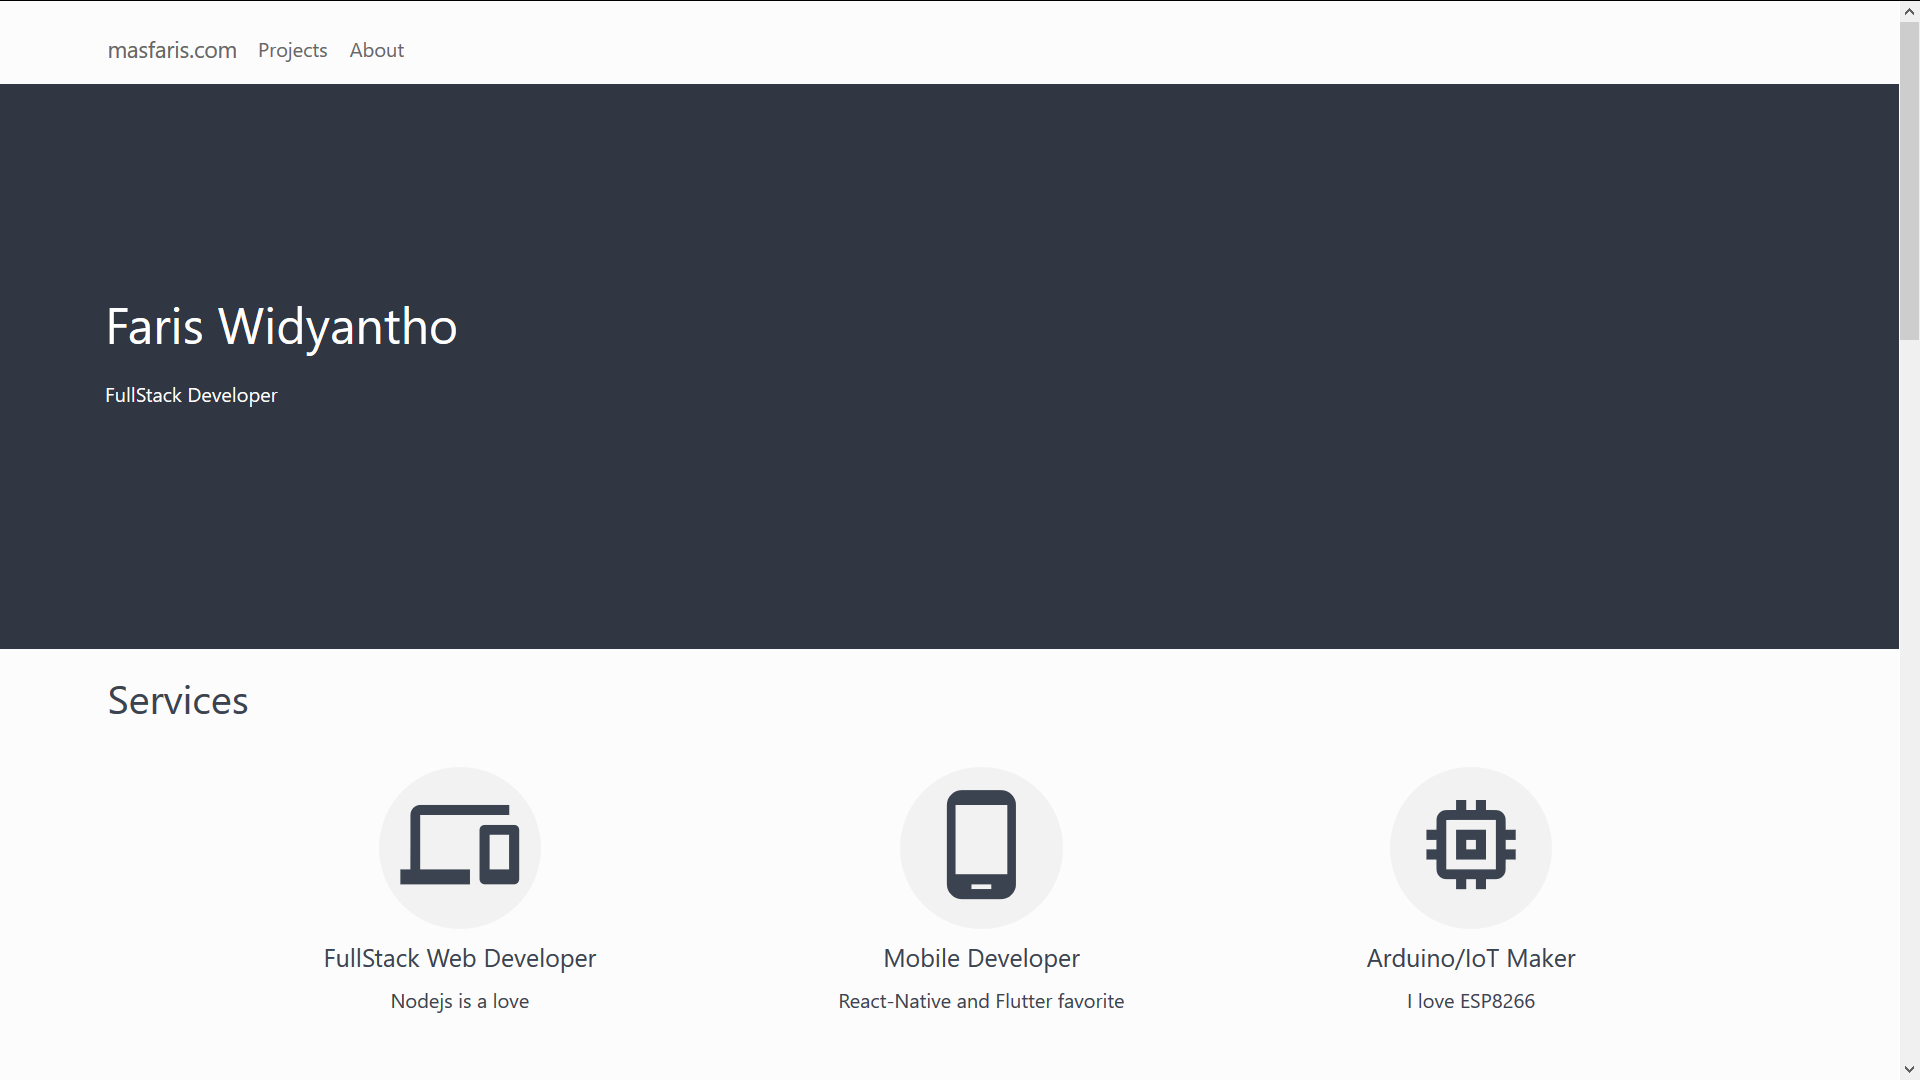 masfaris.com Projects About
Faris Widyantho
FullStack Developer
Services
FullStack Web Developer
Nodejs is a love
Mobile Developer
React-Native and Flutter favorite
Arduino/IoT Maker
I love ESP8266